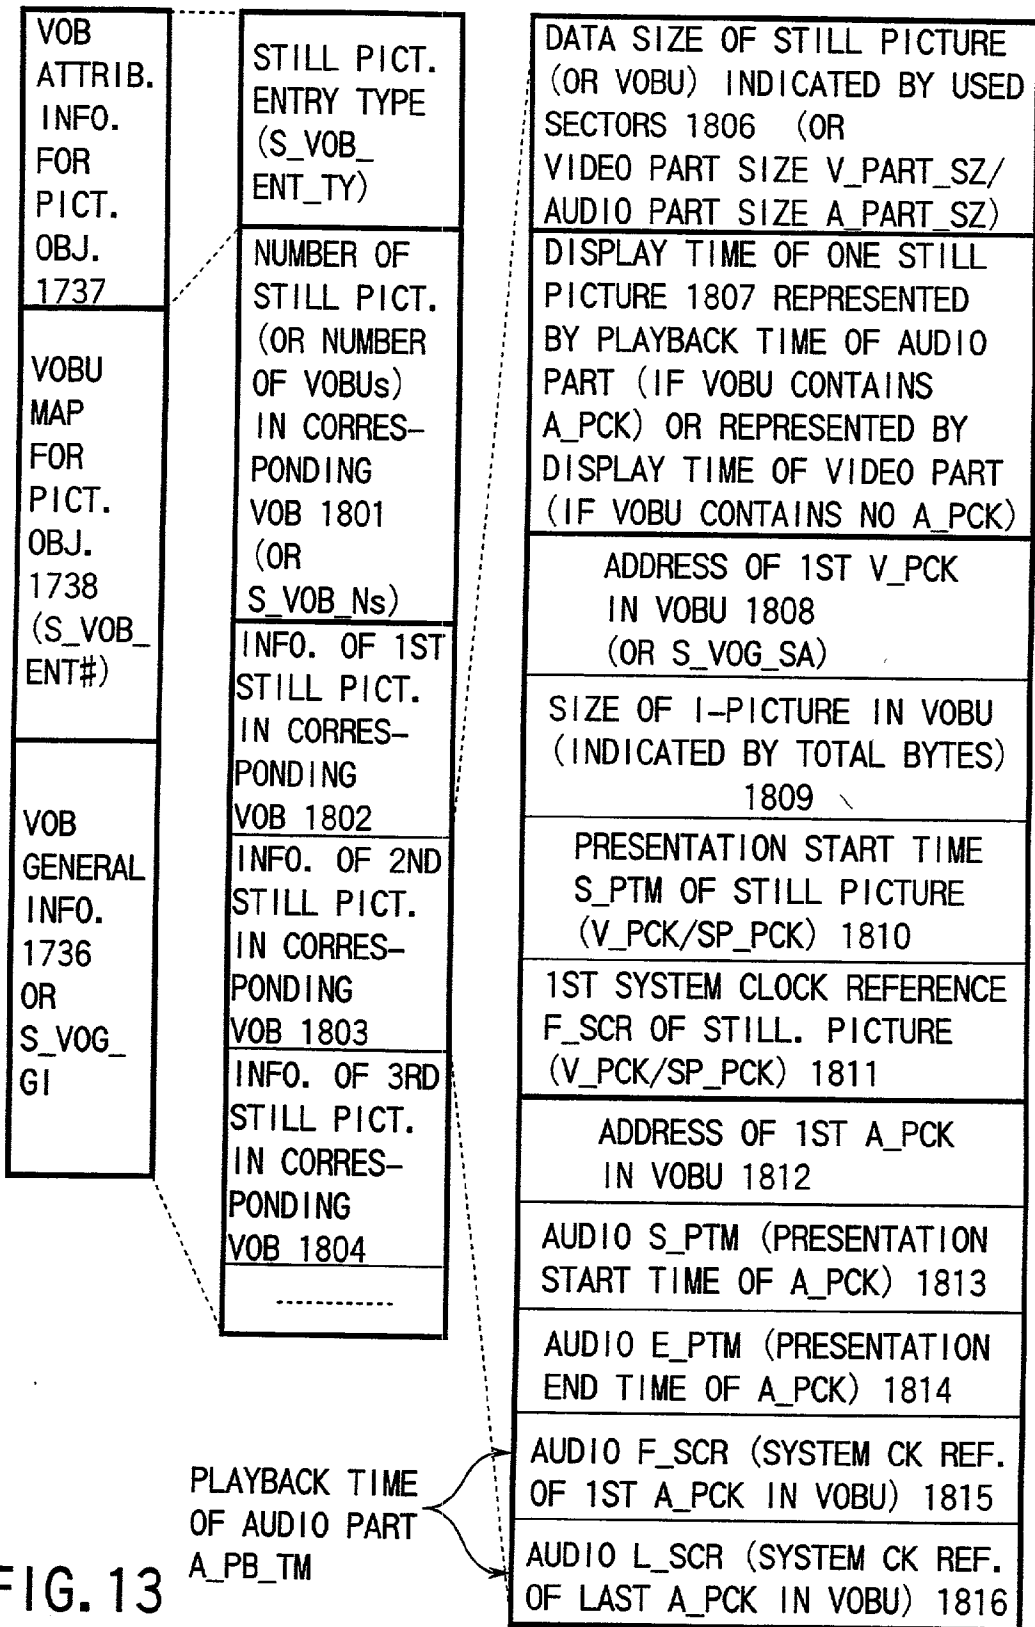 VOB
ATTRIB.
INFO.
FOR
PICT.
OBJ.
1737
VOBU
MAP
FOR
PICT.
OBJ.
1738
(S_VOB_
ENT#)
VOB
GENERAL
INFO.
1736
OR
S_VOG_
GI
STILL PICT.
ENTRY TYPE
(S_VOB_
ENT_TY)
NUMBER OF
STILL PICT.
(OR NUMBER
OF VOBUs)
IN CORRES-
PONDING
VOB 1801
(OR
S_VOB_Ns)
INFO. OF 1ST
STILL PICT.
IN CORRES-
PONDING
VOB 1802
INFO. OF 2ND
STILL PICT.
IN CORRES-
PONDING
VOB 1803
INFO. OF 3RD
STILL PICT.
IN CORRES-
PONDING
VOB 1804
DATA SIZE OF STILL PICTURE
(OR VOBU) INDICATED BY USED
SECTORS 1806 (OR
VIDEO PART SIZE V_PART_SZ/
AUDIO PART SIZE A_PART_SZ)
DISPLAY TIME OF ONE STILL
PICTURE 1807 REPRESENTED
BY PLAYBACK TIME OF AUDIO
PART (IF VOBU CONTAINS
A_PCK) OR REPRESENTED BY
DISPLAY TIME OF VIDEO PART
(IF VOBU CONTAINS NO A_PCK)
ADDRESS OF 1ST V_PCK
IN VOBU 1808
(OR S_VOG_SA)
SIZE OF I-PICTURE IN VOBU
(INDICATED BY TOTAL BYTES)
1809
PRESENTATION START TIME
S_PTM OF STILL PICTURE
(V_PCK/SP_PCK) 1810
1ST SYSTEM CLOCK REFERENCE
F_SCR OF STILL. PICTURE
(V_PCK/SP_PCK) 1811
ADDRESS OF 1ST A_PCK
IN VOBU 1812
AUDIO S_PTM (PRESENTATION
START TIME OF A_PCK) 1813
AUDIO E_PTM (PRESENTATION
END TIME OF A_PCK) 1814
AUDIO F_SCR (SYSTEM CK REF.
OF 1ST A_PCK IN VOBU) 1815
AUDIO L_SCR (SYSTEM CK REF.
OF LAST A_PCK IN VOBU) 1816
PLAYBACK TIME
OF AUDIO PART
A_PB_TM
FIG. 13